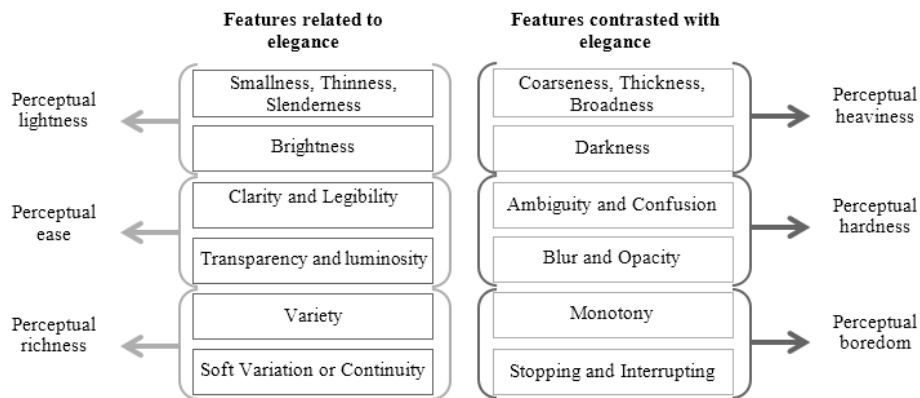 Features related to
elegance
Features contrasted with
elegance
Perceptual
lightness
Smallness, Thinness,
Slenderness
Brightness
Coarseness, Thickness,
Broadness
Darkness
Perceptual
heaviness
Perceptual
ease
Clarity and Legibility
Transparency and luminosity
Ambiguity and Confusion
Blur and Opacity
Perceptual
hardness
Perceptual
richness
Variety
Soft Variation or Continuity
Monotony
Stopping and Interrupting
Perceptual
boredom